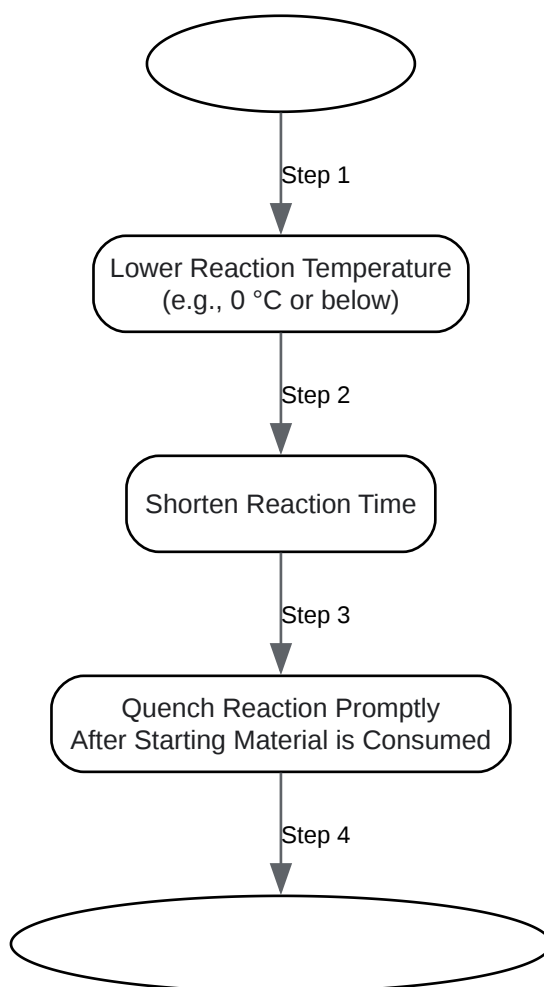 Step 1
Lower Reaction Temperature
(e.g., 0 °C or below)
Step 2
Shorten Reaction Time
Step 3
Quench Reaction Promptly
After Starting Material is Consumed
Step 4